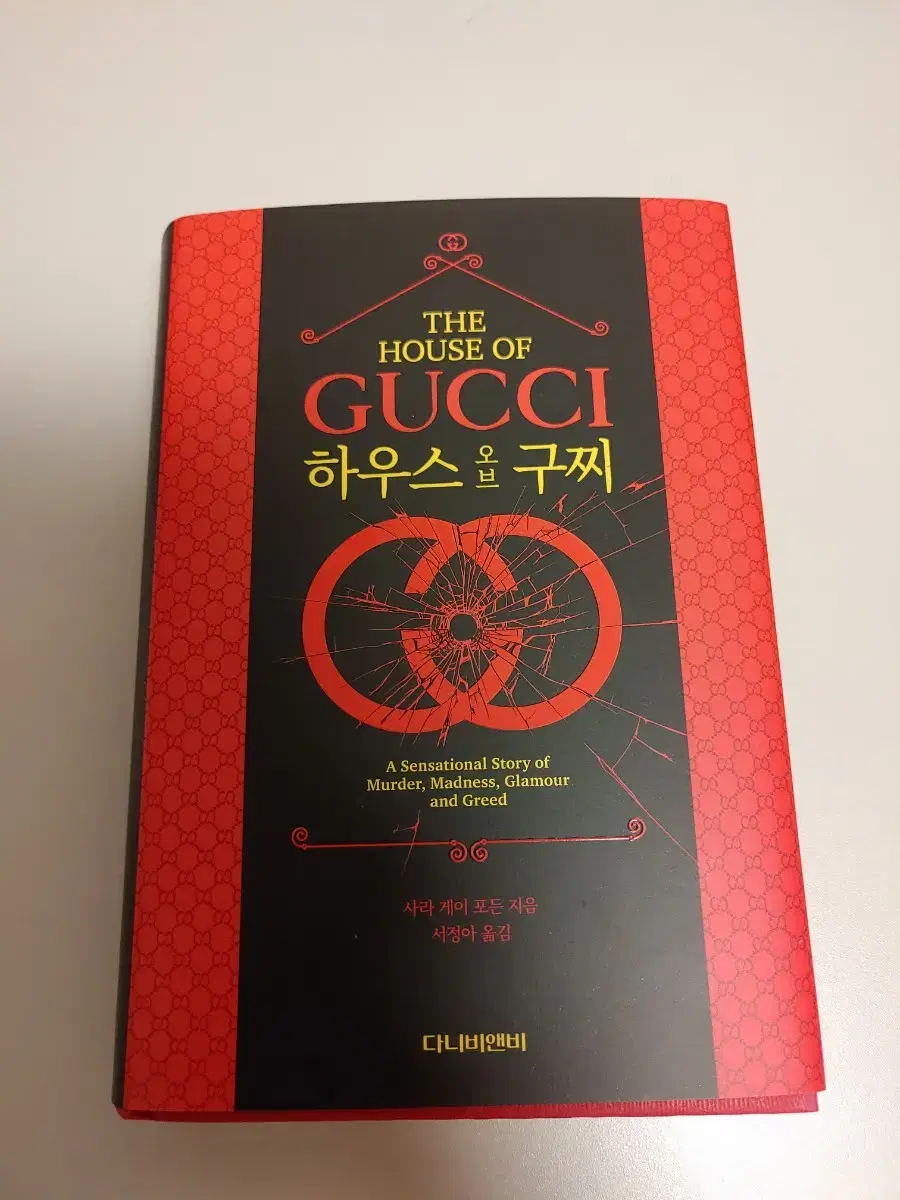 THE
HOUSE OF
GUCCI
하우스 오브 구찌
A Sensational Story of
Murder, Madness, Glamour
and Greed
사라 게이 포든 지음
서정아 옮김
다니비앤비